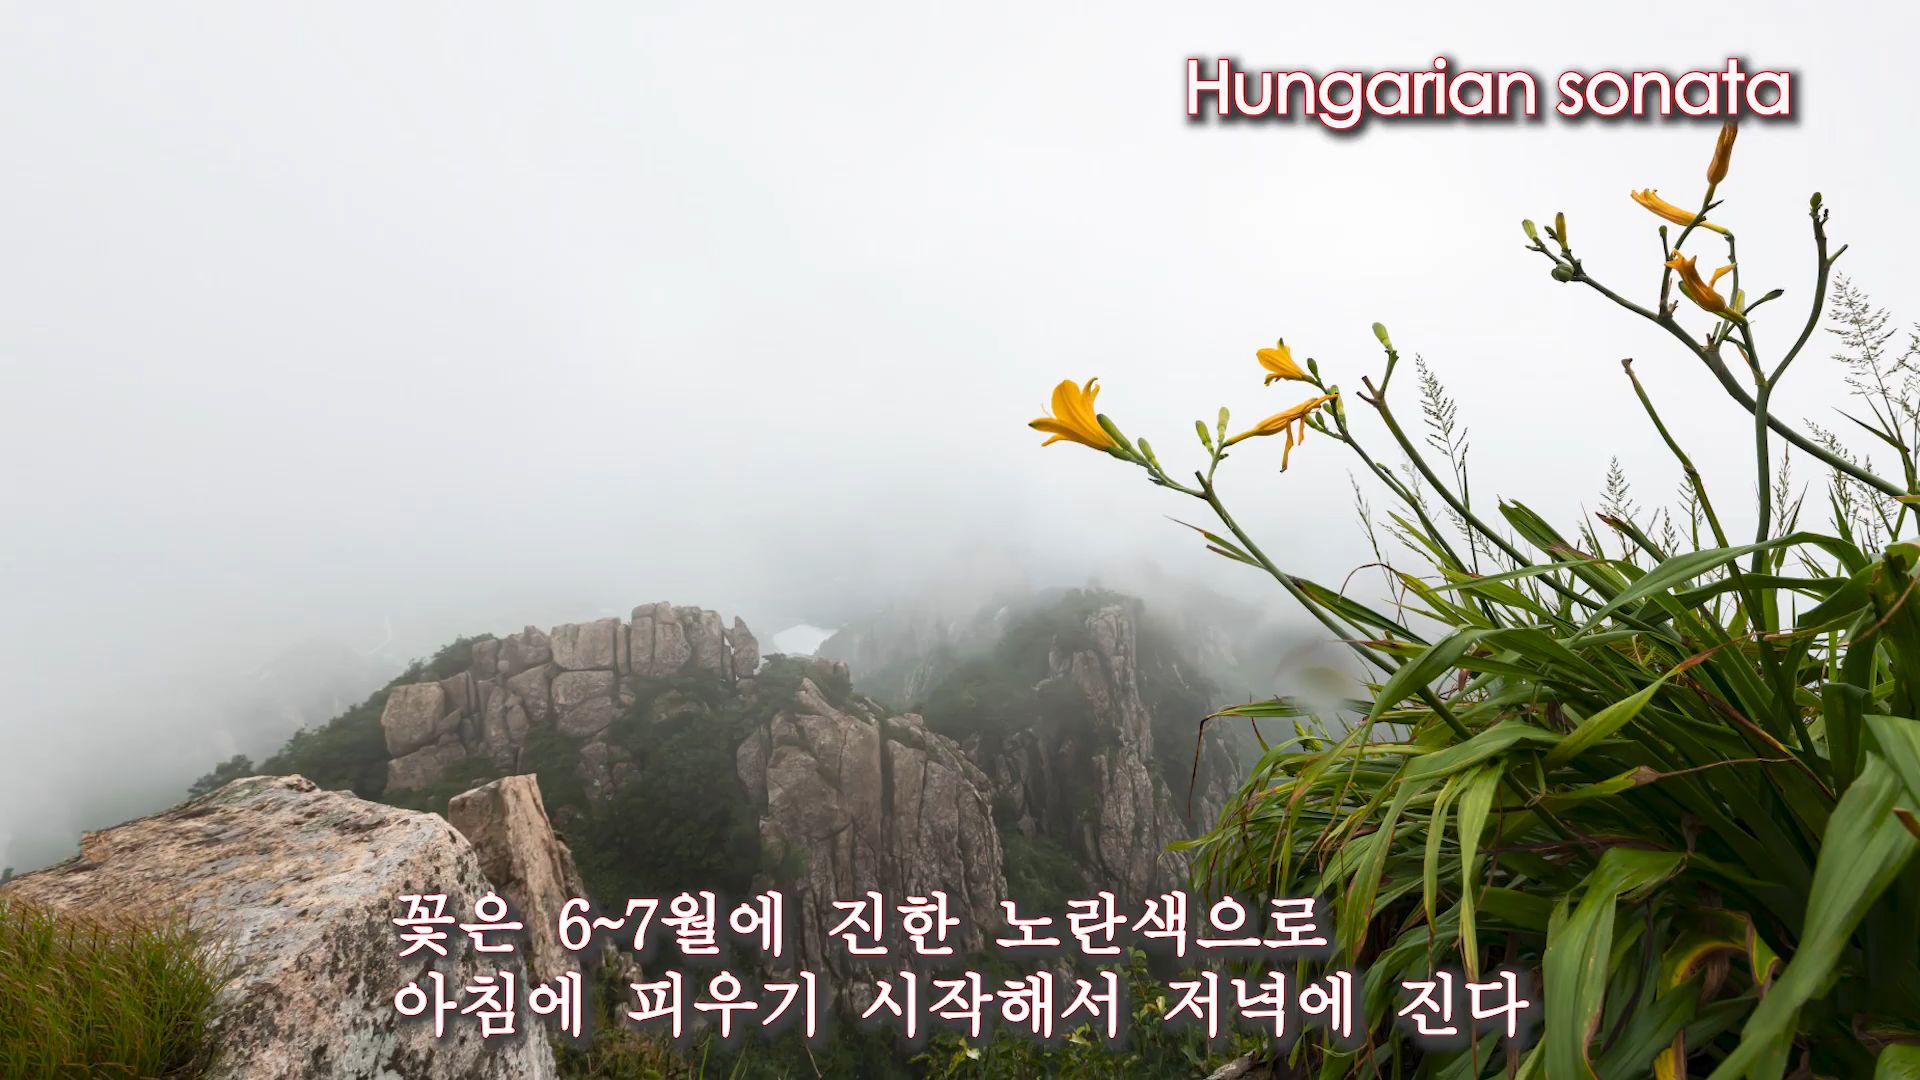 Hungarian sonata
꽃은 6~7월에 진한 노란색으로
아침에 피우기 시작해서 저녁에 진다